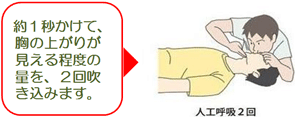 約１秒かけて、
胸の上がりが
見える程度の
量を、２回吹
き込みます。
人工呼吸２回